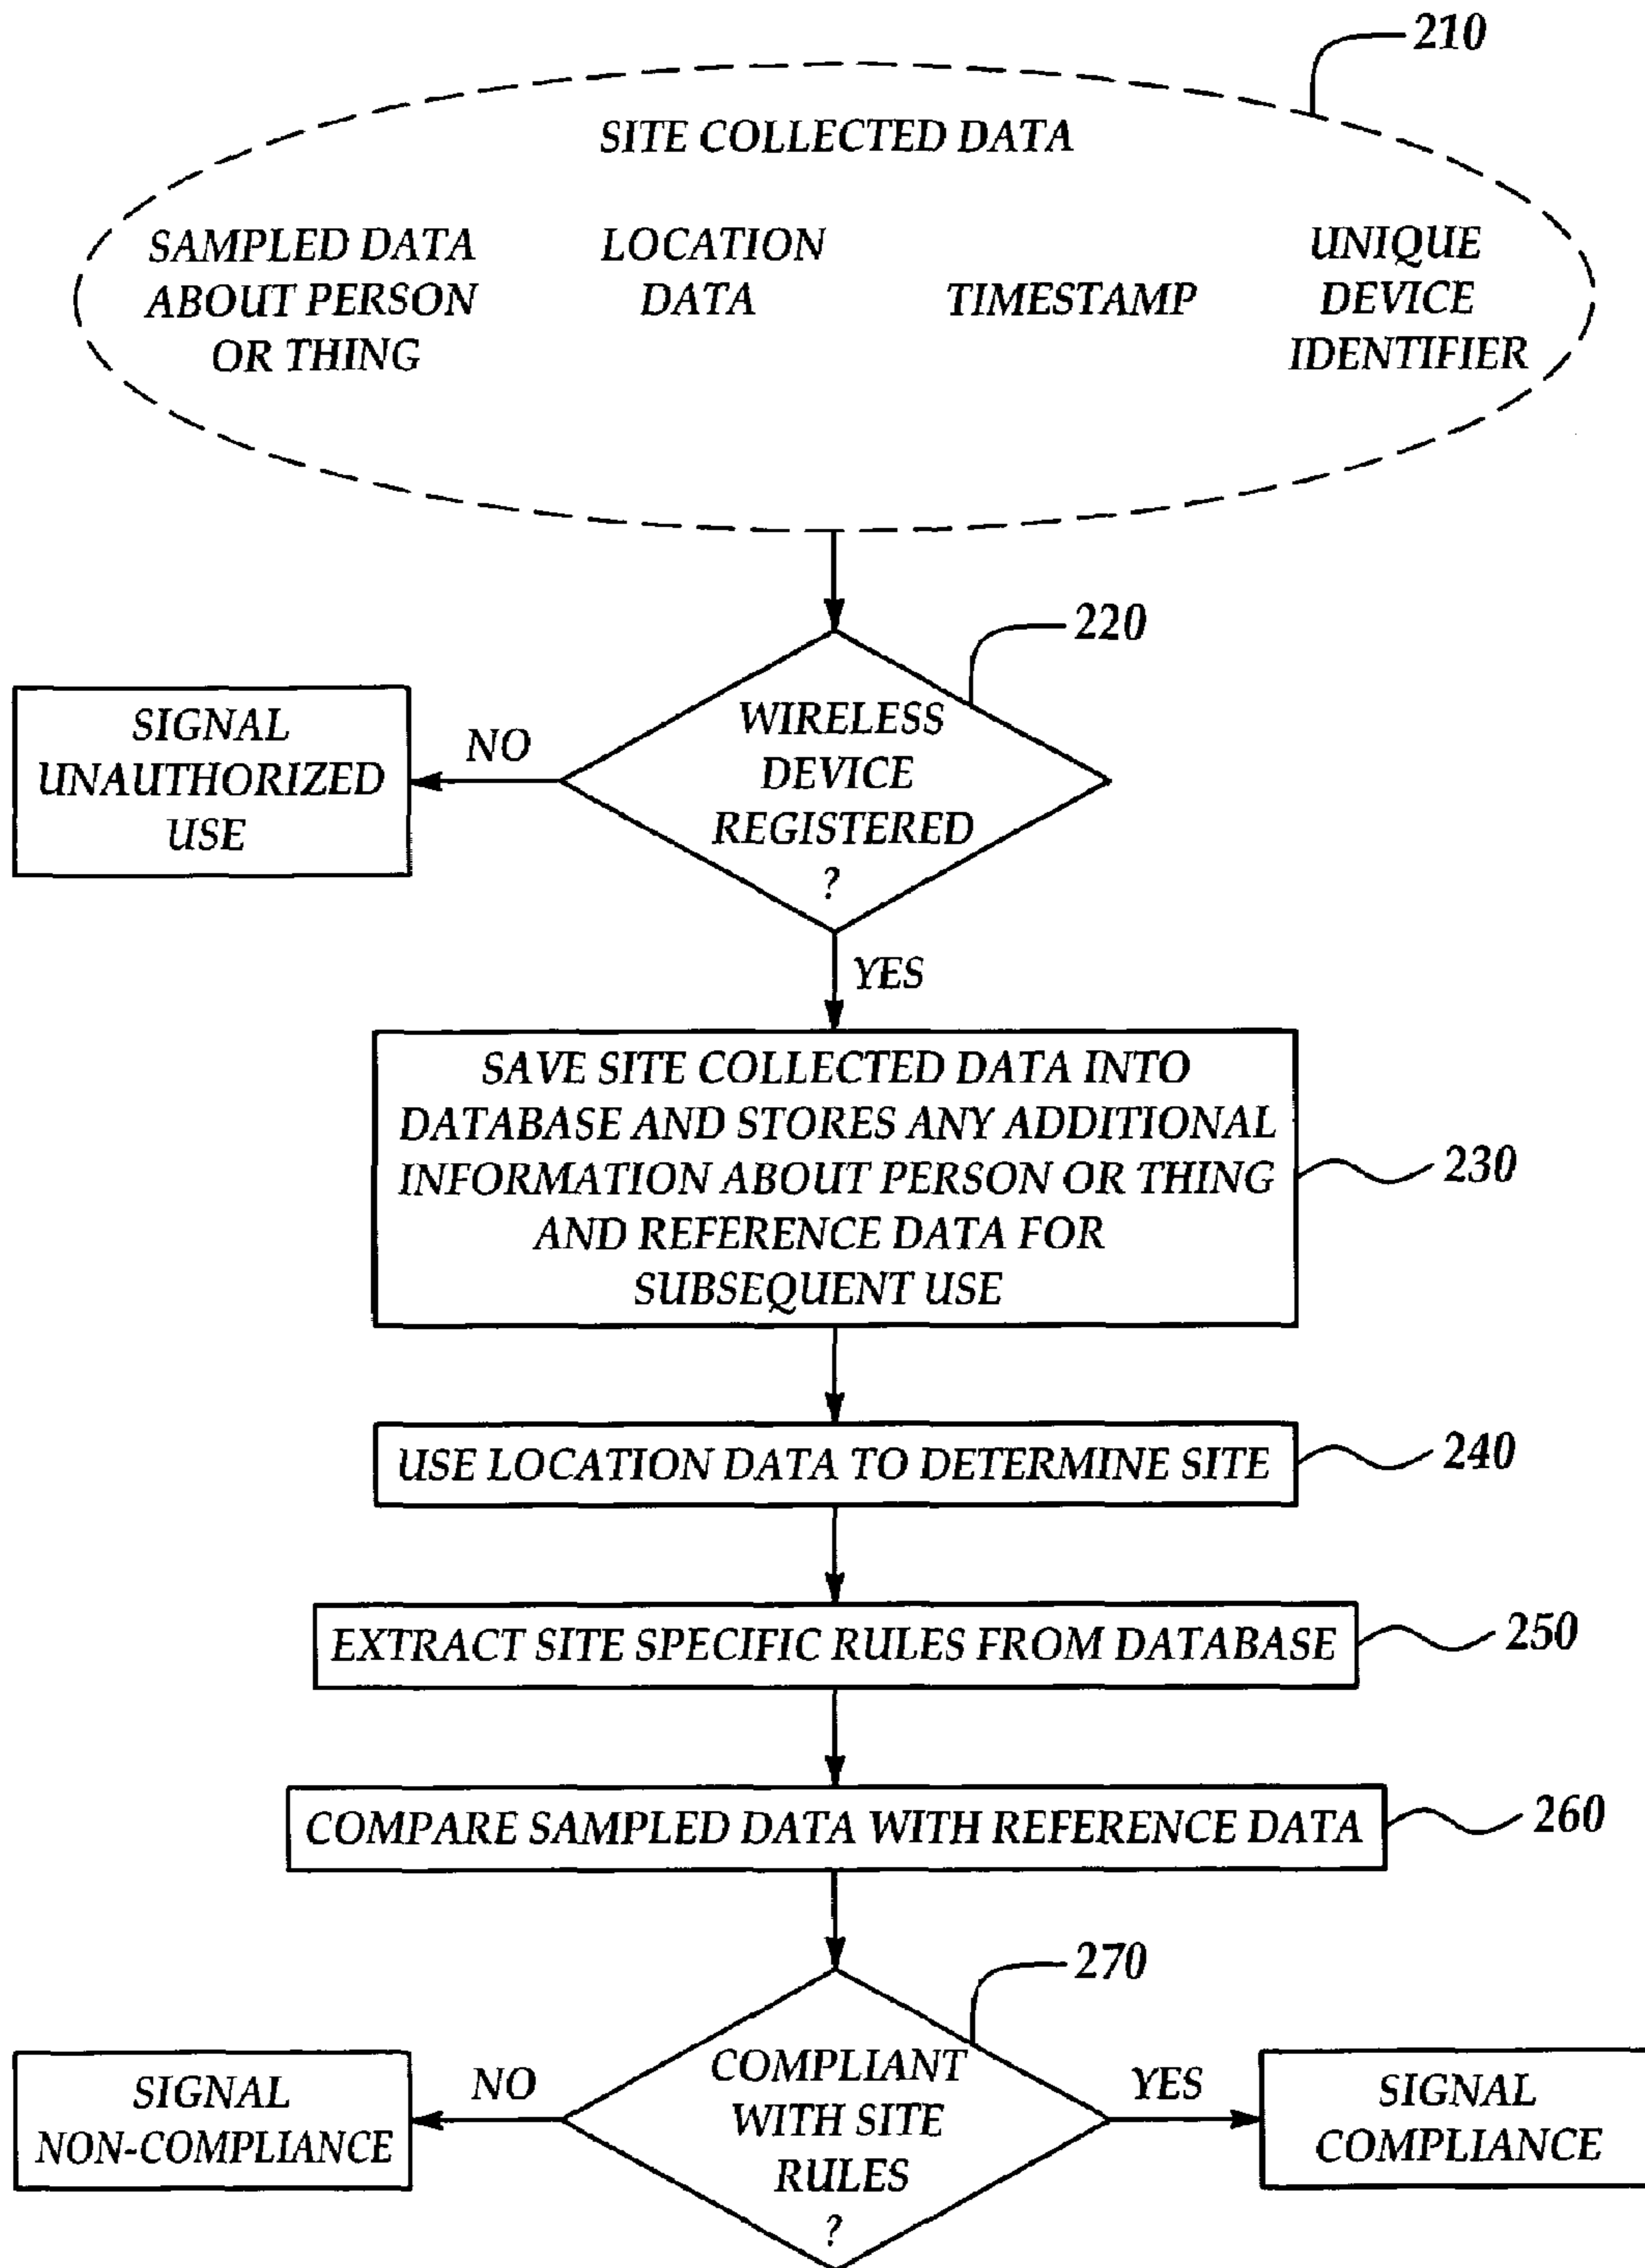 210
SITE COLLECTED DATA
SAMPLED DATA
ABOUT PERSON
OR THING
LOCATION
DATA
TIMESTAMP
UNIQUE
DEVICE
IDENTIFIER
220
WIRELESS
DEVICE
REGISTERED
?
NO
SIGNAL
UNAUTHORIZED
USE
YES
SAVE SITE COLLECTED DATA INTO
DATABASE AND STORES ANY ADDITIONAL
INFORMATION ABOUT PERSON OR THING
AND REFERENCE DATA FOR
SUBSEQUENT USE
230
USE LOCATION DATA TO DETERMINE SITE
240
EXTRACT SITE SPECIFIC RULES FROM DATABASE
250
COMPARE SAMPLED DATA WITH REFERENCE DATA
260
270
COMPLIANT
WITH SITE
RULES
?
NO
SIGNAL
NON-COMPLIANCE
YES
SIGNAL
COMPLIANCE